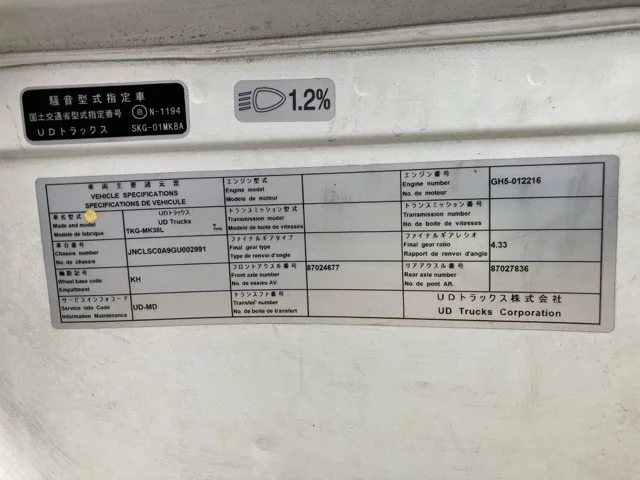 騒音型式指定車
国土交通省型式指定番号 自 N-1194
UDトラックス SKG-01MK8A
1.2%
車両主要諸元票
VEHICLE SPECIFICATIONS
SPECIFICATIONS DE VEHICULE
車名型式
Make and model
Modele de fabrique
UDトラックス
UD Trucks
TKG-MK38L
車台番号
Chassis number
No. de chassis
JNCLSC0A9GU002991
軸距記号
Wheel base code
Empattement
KH
サービスインフォコード
Service info Code
Information Maintenance
UD-MD
エンジン型式
Engine model
Modele de moteur
トランスミッション型式
Transmission model
Modele de boite de vitesses
ファイナルギアタイプ
Final gear type
Type de renvoi d'angle
フロントアクスル番号
Front axle number
No. de essieu AV.
87024677
トランスファ番号
Transfer number
No. de boite de transfert
エンジン番号
Engine number
No. de moteur
GH5-012216
トランスミッション番号
Transmission number
No. de boite de vitesses
ファイナルギアレシオ
Final gear ratio
Rapport de renvoi d'angle
4.33
リアアクスル番号
Rear axle number
No. de pont AR.
87027836
UDトラックス株式会社
UD Trucks Corporation